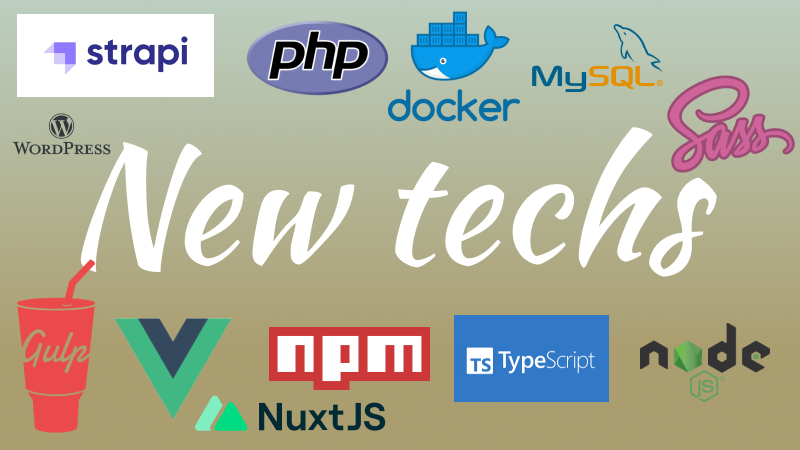 strapi
php
docker
MySQL®
Sass
WORDPRESS
New techs
Gulp
npm
TS TypeScript
node
JS®
NuxtJS